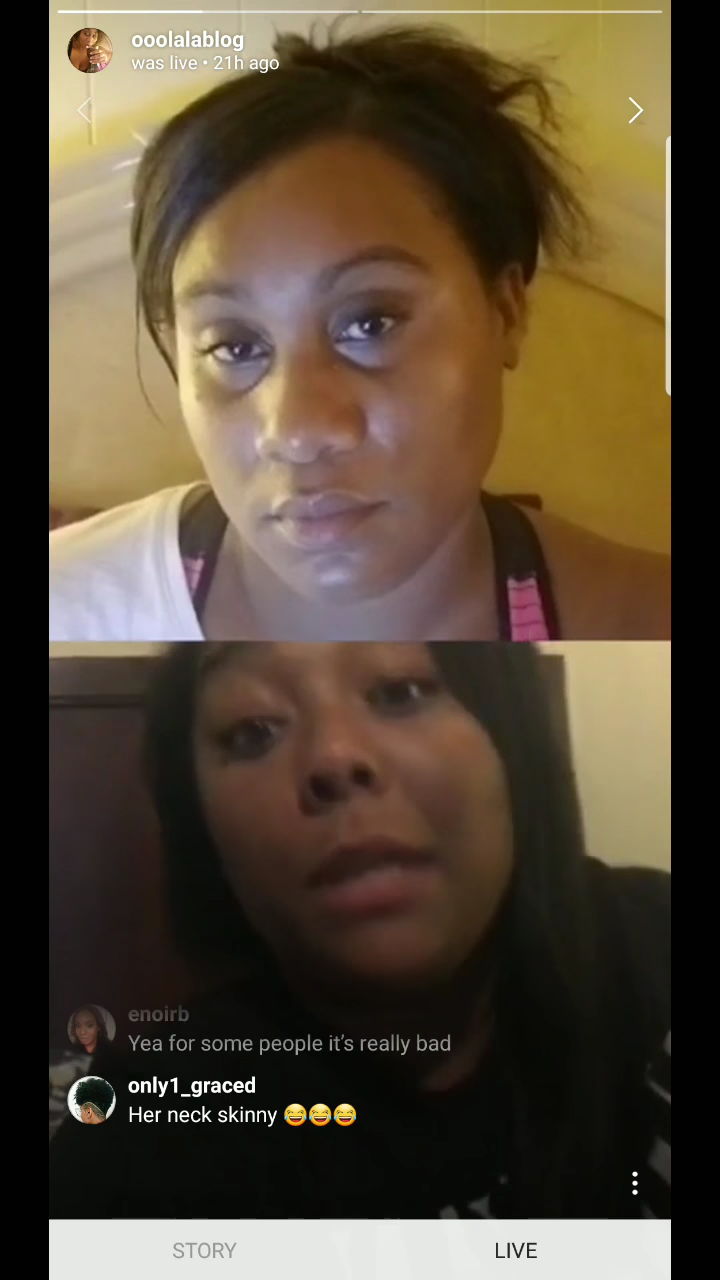 ooolalablog
was live • 21h ago
enoirb
Yea for some people it’s really bad
only1_graced
Her neck skinny 😂😂😂
STORY LIVE